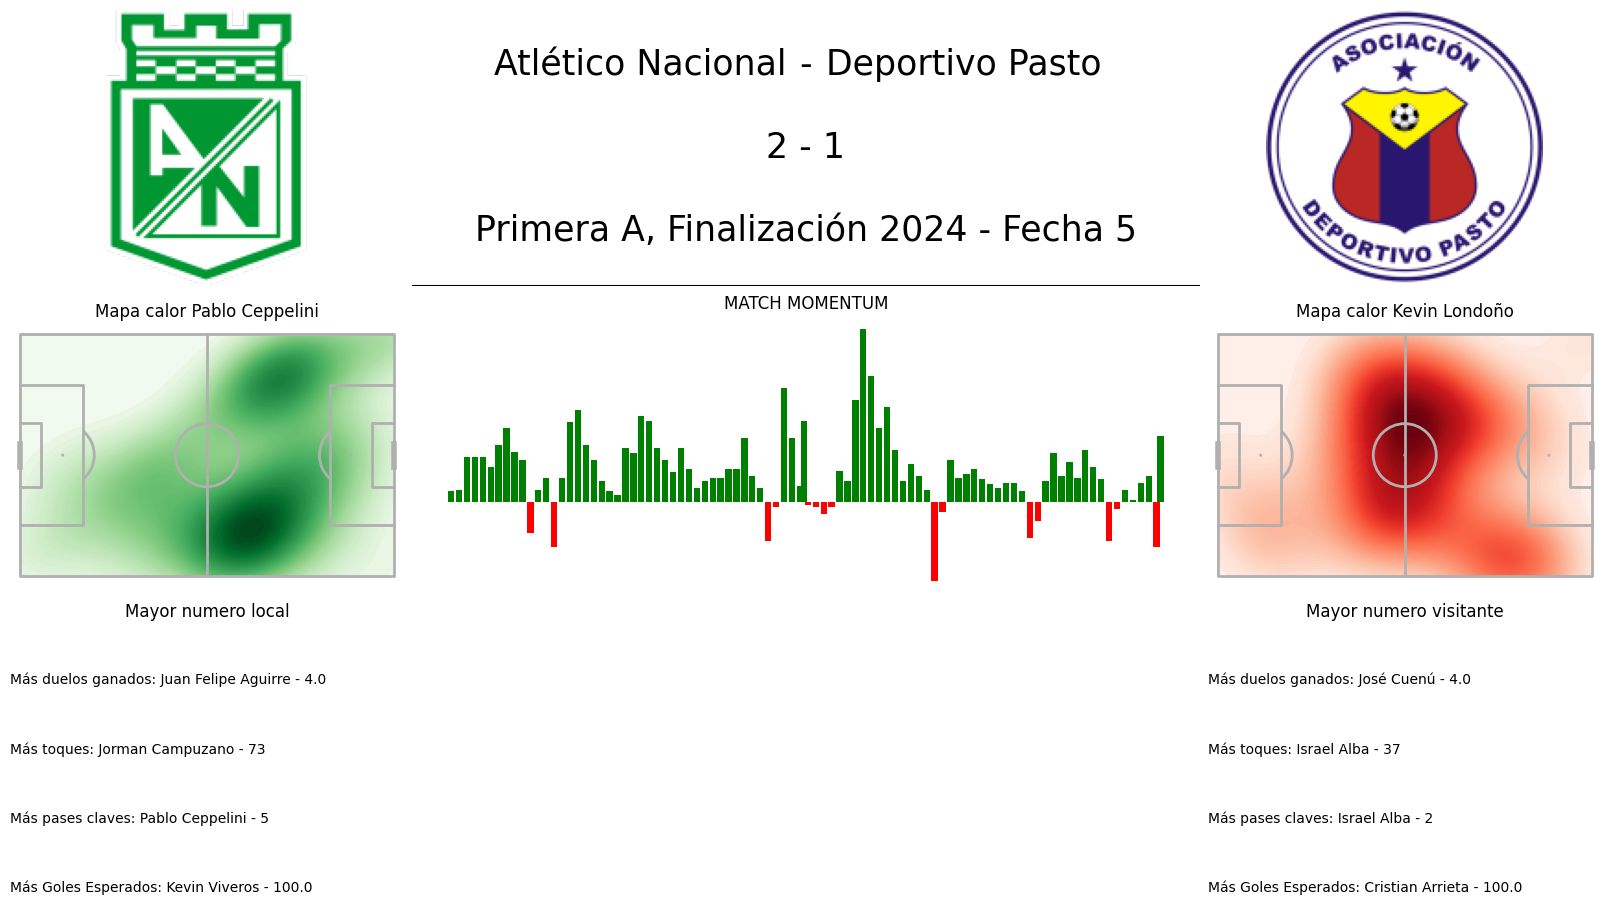 AN
Atlético Nacional - Deportivo Pasto
2 - 1
Primera A, Finalización 2024 - Fecha 5
ASOCIACIÓN
DEPORTIVO PASTO
Mapa calor Pablo Ceppelini
MATCH MOMENTUM
Mapa calor Kevin Londoño
Mayor numero local
Más duelos ganados: Juan Felipe Aguirre - 4.0
Más toques: Jorman Campuzano - 73
Más pases claves: Pablo Ceppelini - 5
Más Goles Esperados: Kevin Viveros - 100.0
Mayor numero visitante
Más duelos ganados: José Cuenú - 4.0
Más toques: Israel Alba - 37
Más pases claves: Israel Alba - 2
Más Goles Esperados: Cristian Arrieta - 100.0